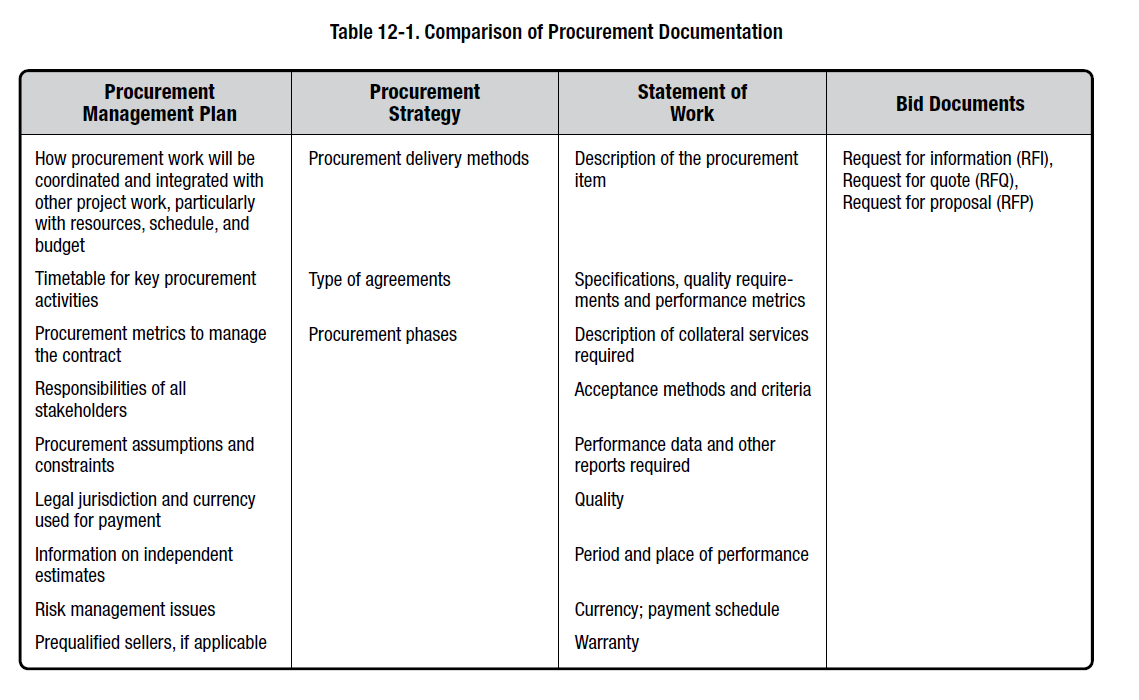 Table 12-1. Comparison of Procurement Documentation
Procurement
Management Plan
Procurement
Strategy
Statement of
Work
Bid Documents
How procurement work will be
coordinated and integrated with
other project work, particularly
with resources, schedule, and
budget
Procurement delivery methods
Description of the procurement
item
Request for information (RFI),
Request for quote (RFQ),
Request for proposal (RFP)
Timetable for key procurement
activities
Type of agreements
Specifications, quality require-
ments and performance metrics
Procurement metrics to manage
the contract
Procurement phases
Description of collateral services
required
Responsibilities of all
stakeholders
Acceptance methods and criteria
Procurement assumptions and
constraints
Performance data and other
reports required
Legal jurisdiction and currency
used for payment
Quality
Information on independent
estimates
Period and place of performance
Risk management issues
Currency; payment schedule
Prequalified sellers, if applicable
Warranty